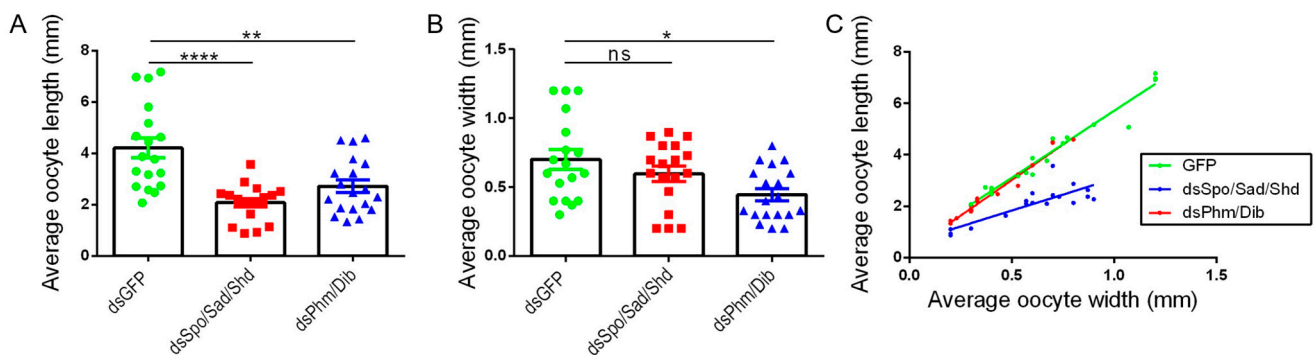 A
Average oocyte length (mm)
8
6
4
2
0
**
****
dsGFP
dsSpo/Sad/Shd
dsPhm/Dib
B
Average oocyte width (mm)
1.5
1.0
0.5
0.0
*
ns
dsGFP
dsSpo/Sad/Shd
dsPhm/Dib
C
Average oocyte length (mm)
8
6
4
2
0
0.0 0.5 1.0 1.5
Average oocyte width (mm)
GFP
dsSpo/Sad/Shd
dsPhm/Dib